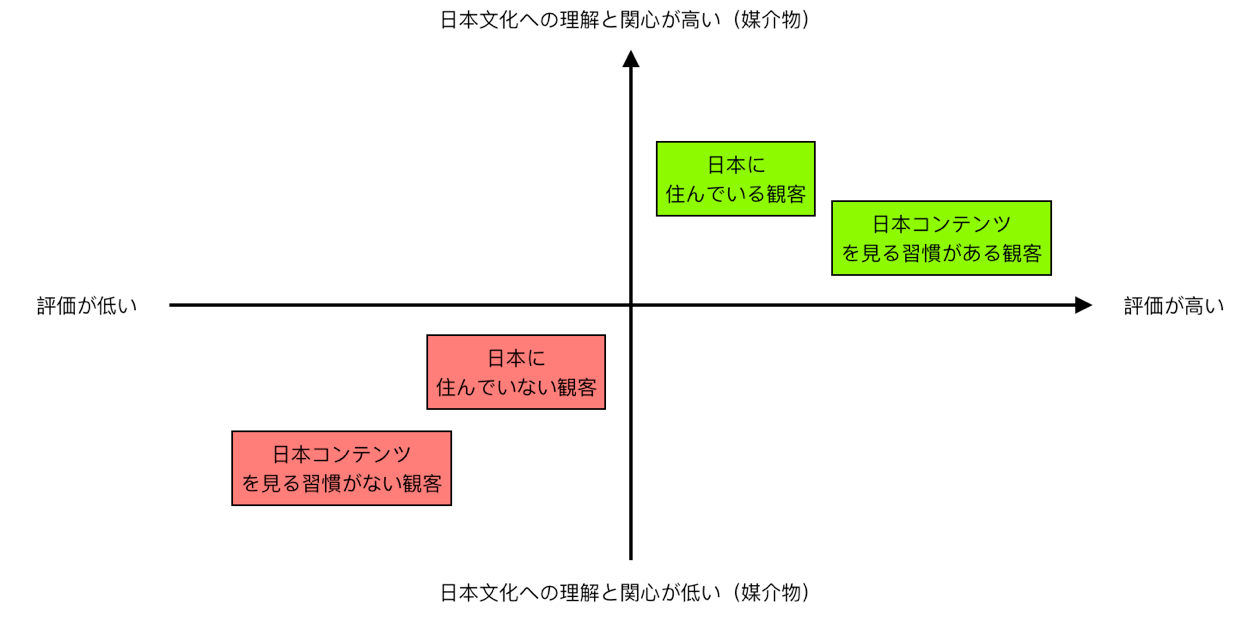 日本文化への理解と関心が高い（媒介物）
日本に
住んでいる観客
日本コンテンツ
を見る習慣がある観客
評価が低い
評価が高い
日本に
住んでいない観客
日本コンテンツ
を見る習慣がない観客
日本文化への理解と関心が低い（媒介物）